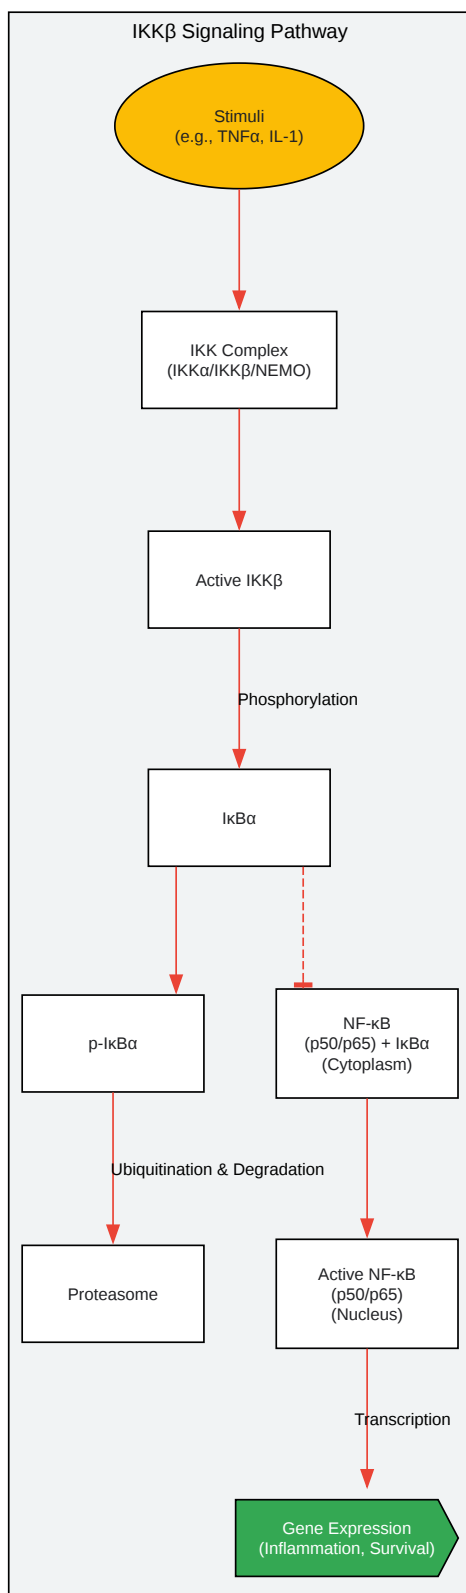 IKKβ Signaling Pathway
Stimuli
(e.g., TNFα, IL-1)
IKK Complex
(IKKα/IKKβ/NEMO)
Active IKKβ
Phosphorylation
IκBα
p-IκBα
NF-κB
(p50/p65) + IκBα
(Cytoplasm)
Ubiquitination & Degradation
Proteasome
Active NF-κB
(p50/p65)
(Nucleus)
Transcription
Gene Expression
(Inflammation, Survival)